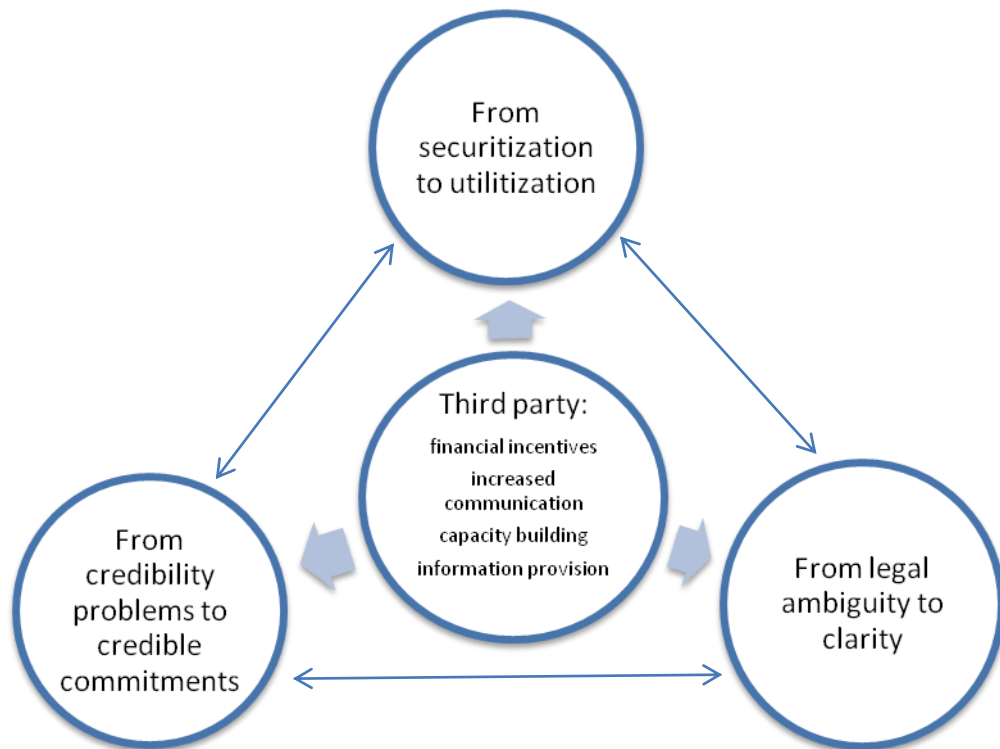 From
securitization
to utilitization
Third party:
financial incentives
increased
communication
capacity building
information provision
From
credibility
problems to
credible
commitments
From legal
ambiguity to
clarity